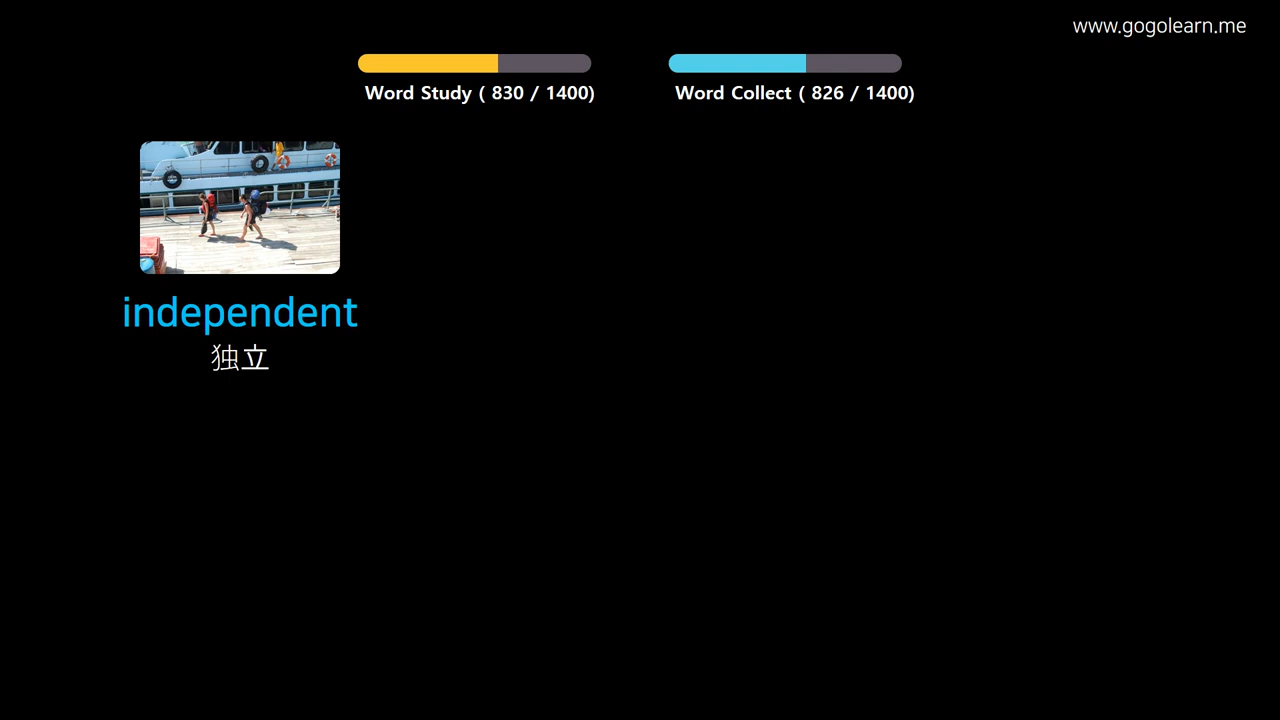 www.gogolearn.me
Word Study ( 830 / 1400)
Word Collect ( 826 / 1400)
independent
独立